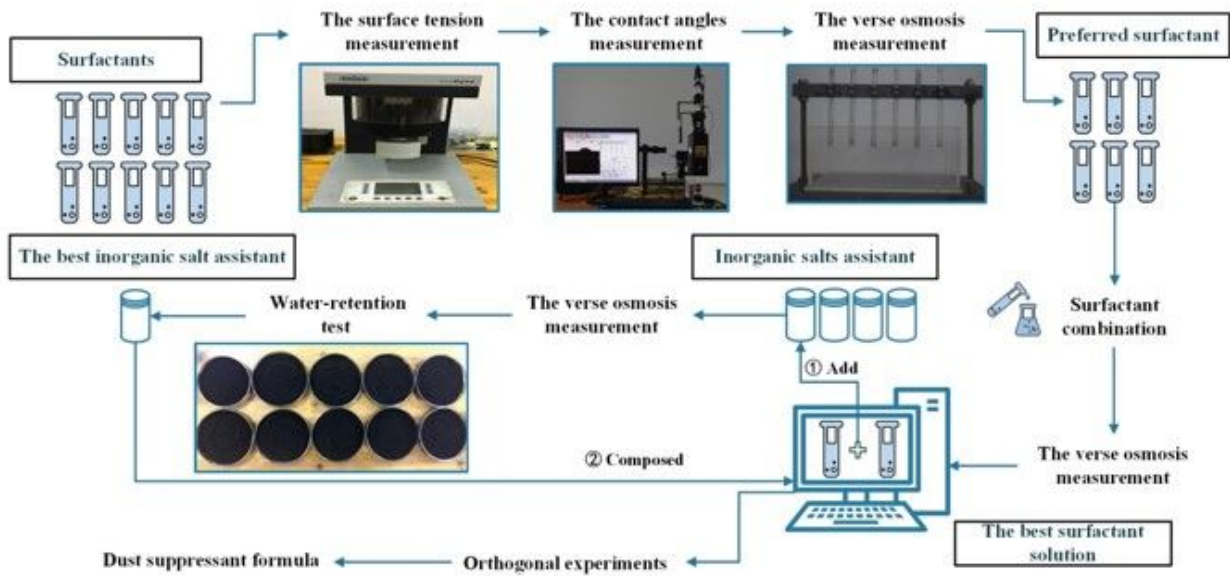 The surface tension
measurement
The contact angles
measurement
The verse osmosis
measurement
Preferred surfactant
Surfactants
The best inorganic salt assistant
Inorganic salts assistant
Water-retention
test
The verse osmosis
measurement
Surfactant
combination
① Add
② Composed
The verse osmosis
measurement
The best surfactant
solution
Dust suppressant formula
Orthogonal experiments